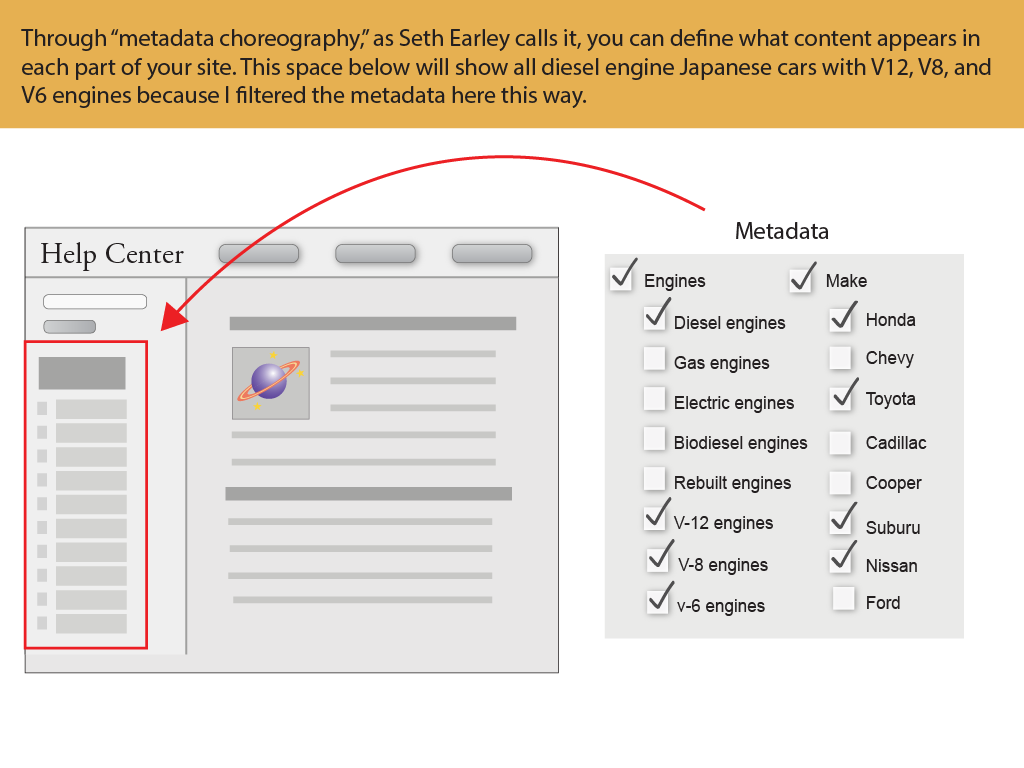 Through “metadata choreography,” as Seth Earley calls it, you can define what content appears in
each part of your site. This space below will show all diesel engine Japanese cars with V12, V8, and
V6 engines because I filtered the metadata here this way.
Help Center
Metadata
Engines
Diesel engines
Gas engines
Electric engines
Biodiesel engines
Rebuilt engines
V-12 engines
V-8 engines
v-6 engines
Make
Honda
Chevy
Toyota
Cadillac
Cooper
Suburu
Nissan
Ford